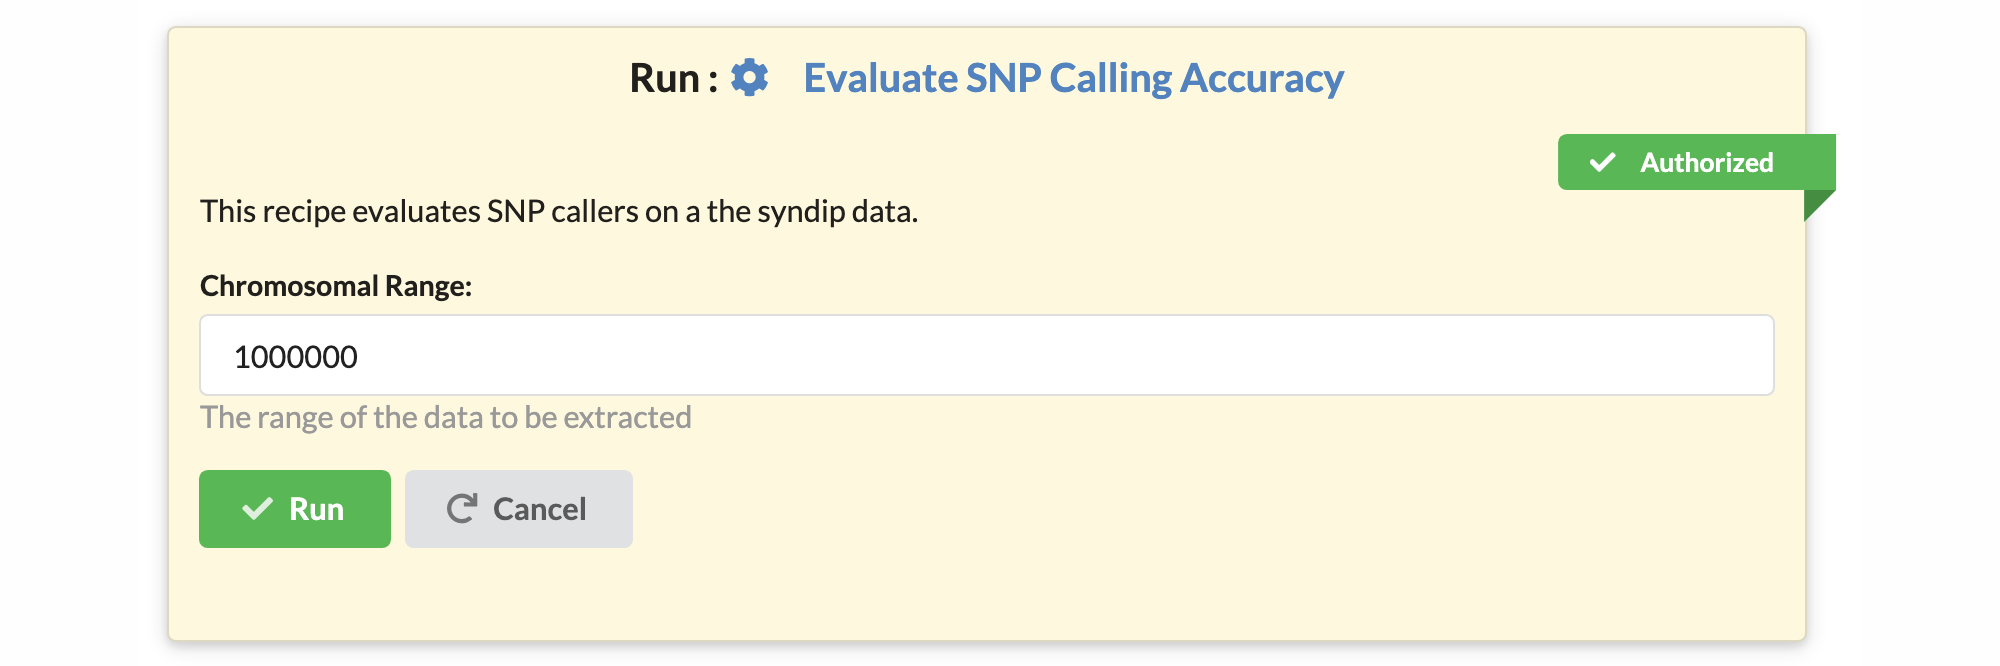 Run : Evaluate SNP Calling Accuracy
Authorized
This recipe evaluates SNP callers on a the syndip data.
Chromosomal Range:
1000000
The range of the data to be extracted
Run
Cancel